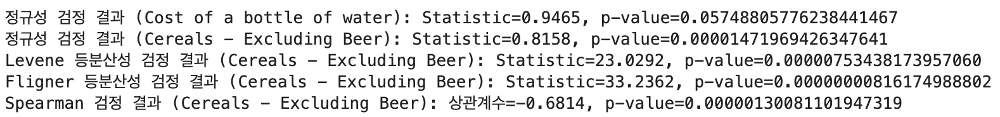 정규성 검정 결과 (Cost of a bottle of water): Statistic=0.9465, p-value=0.05748805776238441467
정규성 검정 결과 (Cereals - Excluding Beer): Statistic=0.8158, p-value=0.00001471969426347641
Levene 등분산성 검정 결과 (Cereals - Excluding Beer): Statistic=23.0292, p-value=0.00000753438173957060
Fligner 등분산성 검정 결과 (Cereals - Excluding Beer): Statistic=33.2362, p-value=0.00000000816174988802
Spearman 검정 결과 (Cereals - Excluding Beer): 상관계수=-0.6814, p-value=0.00000130081101947319